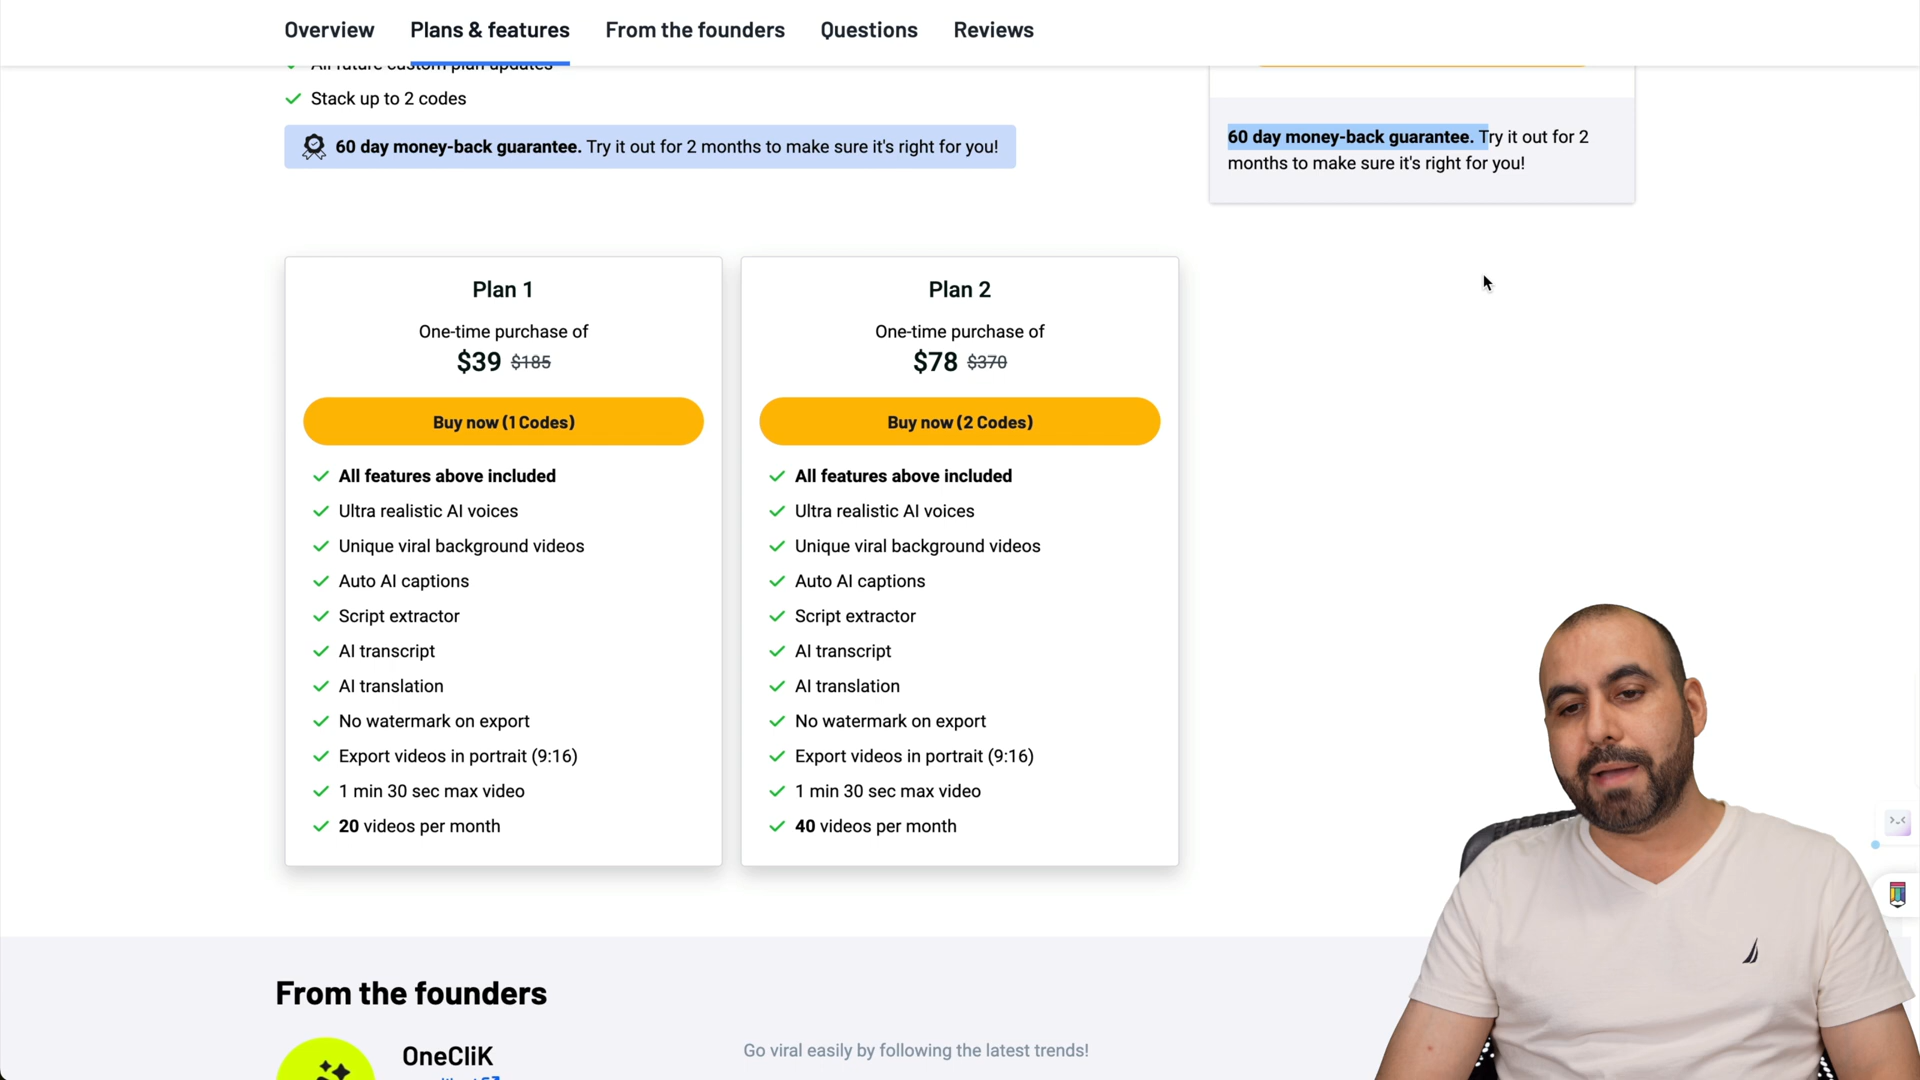 Overview
Plans & features
From the founders
Questions
Reviews
All future custom plan updates
Stack up to 2 codes
60 day money-back guarantee. Try it out for 2 months to make sure it's right for you!
60 day money-back guarantee. Try it out for 2
months to make sure it's right for you!
Plan 1
One-time purchase of
$39 $185
Buy now (1 Codes)
All features above included
Ultra realistic AI voices
Unique viral background videos
Auto AI captions
Script extractor
AI transcript
AI translation
No watermark on export
Export videos in portrait (9:16)
1 min 30 sec max video
20 videos per month
Plan 2
One-time purchase of
$78 $370
Buy now (2 Codes)
All features above included
Ultra realistic AI voices
Unique viral background videos
Auto AI captions
Script extractor
AI transcript
AI translation
No watermark on export
Export videos in portrait (9:16)
1 min 30 sec max video
40 videos per month
From the founders
OneCliK
Go viral easily by following the latest trends!